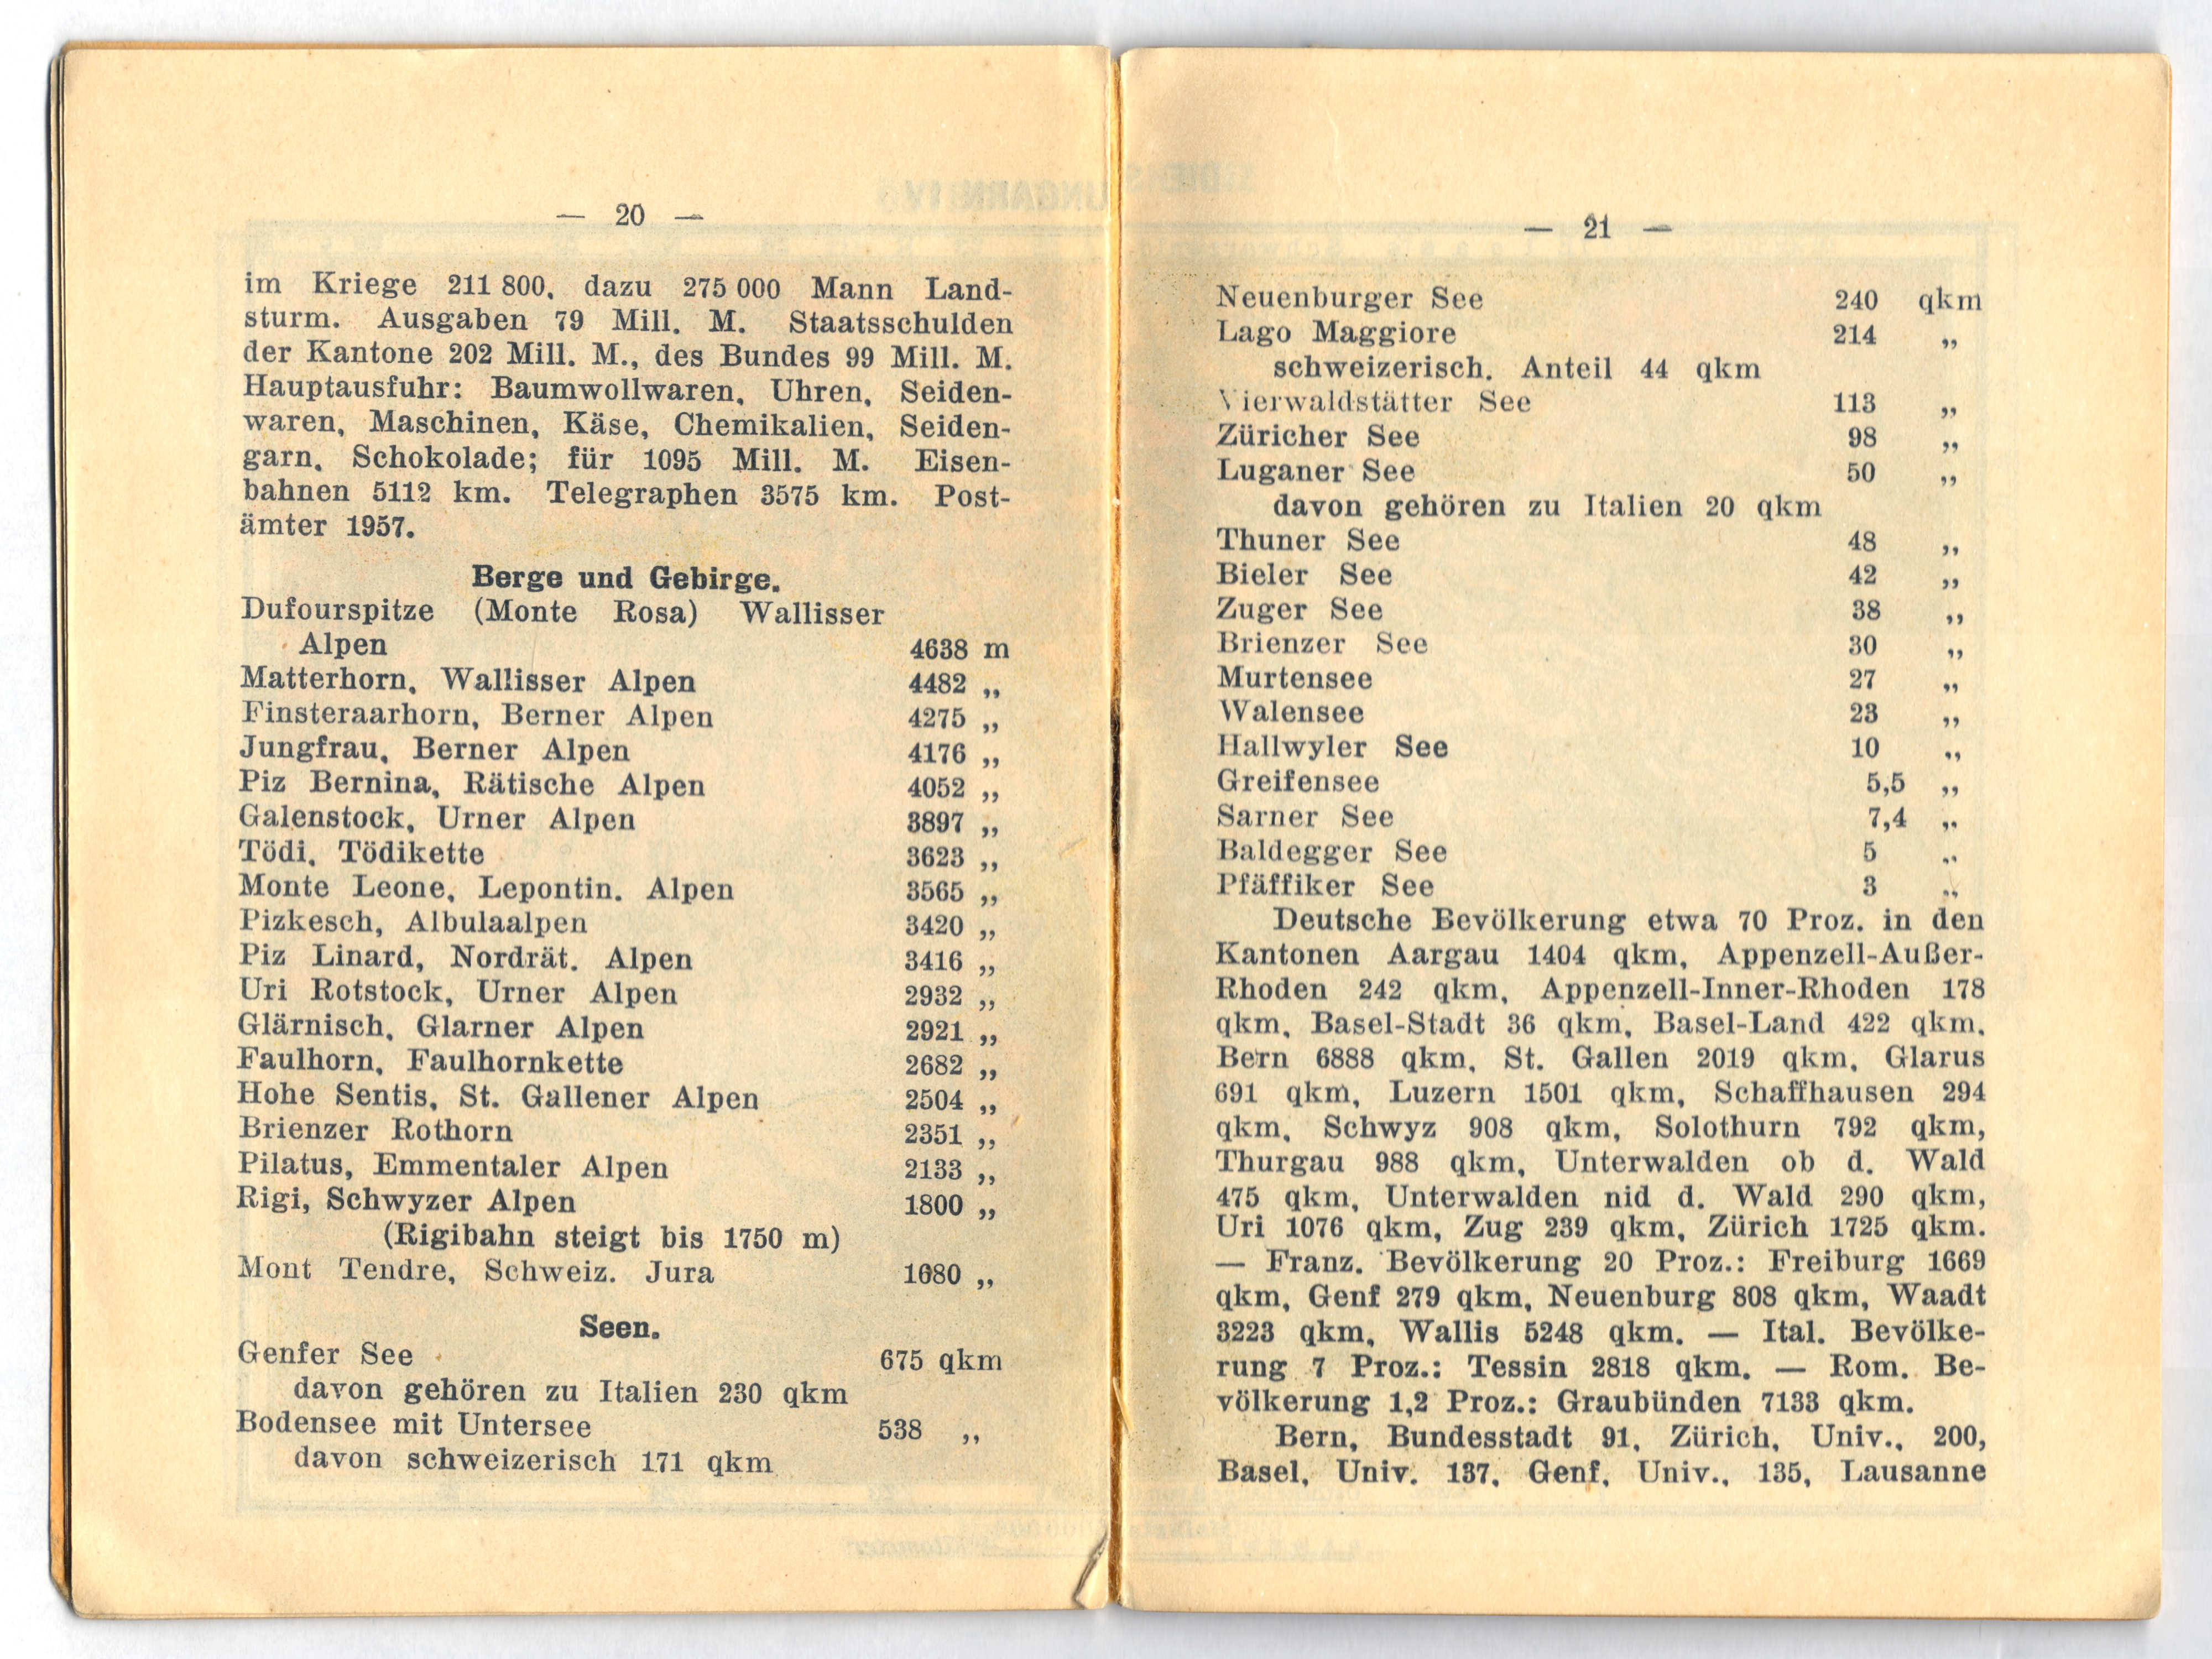 — 20 —
im Kriege 211 800, dazu 275 000 Mann Land-
sturm. Ausgaben 79 Mill. M. Staatsschulden
der Kantone 202 Mill. M., des Bundes 99 Mill. M.
Hauptausfuhr: Baumwollwaren, Uhren, Seiden-
waren, Maschinen, Käse, Chemikalien, Seiden-
garn, Schokolade; für 1095 Mill. M. Eisen-
bahnen 5112 km. Telegraphen 3575 km. Post-
ämter 1957.
Berge und Gebirge.
Dufourspitze (Monte Rosa) Wallisser
Alpen 4638 m
Matterhorn, Wallisser Alpen 4482 „
Finsteraarhorn, Berner Alpen 4275 „
Jungfrau, Berner Alpen 4176 „
Piz Bernina, Rätische Alpen 4052 „
Galenstock, Urner Alpen 3897 „
Tödi, Tödikette 3623 „
Monte Leone, Lepontin. Alpen 3565 „
Pizkesch, Albulaalpen 3420 „
Piz Linard, Nordrät. Alpen 3416 „
Uri Rotstock, Urner Alpen 2932 „
Glärnisch, Glarner Alpen 2921 „
Faulhorn, Faulhornkette 2682 „
Hohe Sentis, St. Gallener Alpen 2504 „
Brienzer Rothorn 2351 „
Pilatus, Emmentaler Alpen 2133 „
Rigi, Schwyzer Alpen 1800 „
(Rigibahn steigt bis 1750 m)
Mont Tendre, Schweiz. Jura 1680 „
Seen.
Genfer See 675 qkm
davon gehören zu Italien 230 qkm
Bodensee mit Untersee 538 „
davon schweizerisch 171 qkm
— 21 —
Neuenburger See 240 qkm
Lago Maggiore 214 „
schweizerisch. Anteil 44 qkm
Vierwaldstätter See 113 „
Züricher See 98 „
Luganer See 50 „
davon gehören zu Italien 20 qkm
Thuner See 48 „
Bieler See 42 „
Zuger See 38 „
Brienzer See 30 „
Murtensee 27 „
Walensee 23 „
Hallwyler See 10 „
Greifensee 5,5 „
Sarner See 7,4 „
Baldegger See 5 „
Pfäffiker See 3 „
Deutsche Bevölkerung etwa 70 Proz. in den
Kantonen Aargau 1404 qkm, Appenzell-Außer-
Rhoden 242 qkm, Appenzell-Inner-Rhoden 178
qkm, Basel-Stadt 36 qkm, Basel-Land 422 qkm,
Bern 6888 qkm, St. Gallen 2019 qkm, Glarus
691 qkm, Luzern 1501 qkm, Schaffhausen 294
qkm, Schwyz 908 qkm, Solothurn 792 qkm,
Thurgau 988 qkm, Unterwalden ob d. Wald
475 qkm, Unterwalden nid d. Wald 290 qkm,
Uri 1076 qkm, Zug 239 qkm, Zürich 1725 qkm.
— Franz. Bevölkerung 20 Proz.: Freiburg 1669
qkm, Genf 279 qkm, Neuenburg 808 qkm, Waadt
3223 qkm, Wallis 5248 qkm. — Ital. Bevölke-
rung 7 Proz.: Tessin 2818 qkm. — Rom. Be-
völkerung 1,2 Proz.: Graubünden 7133 qkm.
Bern, Bundesstadt 91, Zürich, Univ., 200,
Basel, Univ. 137, Genf, Univ., 135, Lausanne